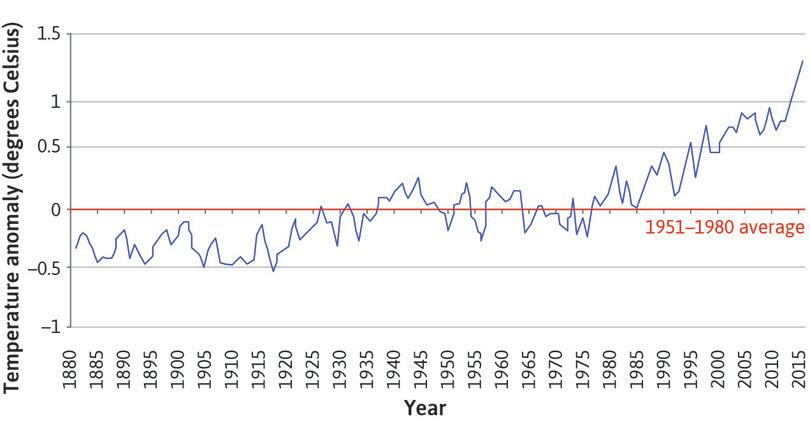 Temperature anomaly (degrees Celsius)
1.5
1
0.5
0
−0.5
−1
1951–1980 average
1880 1885 1890 1895 1900 1905 1910 1915 1920 1925 1930 1935 1940 1945 1950 1955 1960 1965 1970 1975 1980 1985 1990 1995 2000 2005 2010 2015
Year